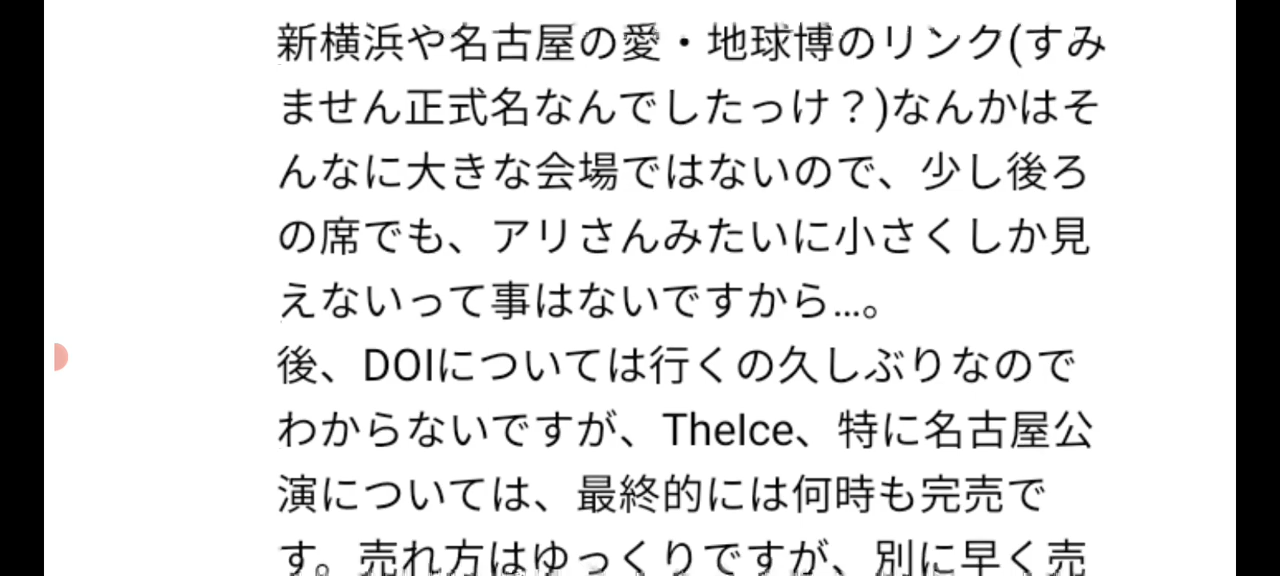 新横浜や名古屋の愛・地球博のリンク(すみ
ません正式名なんでしたっけ？)なんかはそ
んなに大きな会場ではないので、少し後ろ
の席でも、アリさんみたいに小さくしか見
えないって事はないですから…。
後、DOIについては行くの久しぶりなので
わからないですが、TheIce、特に名古屋公
演については、最終的には何時も完売で
す。売れ方はゆっくりですが、別に早く売